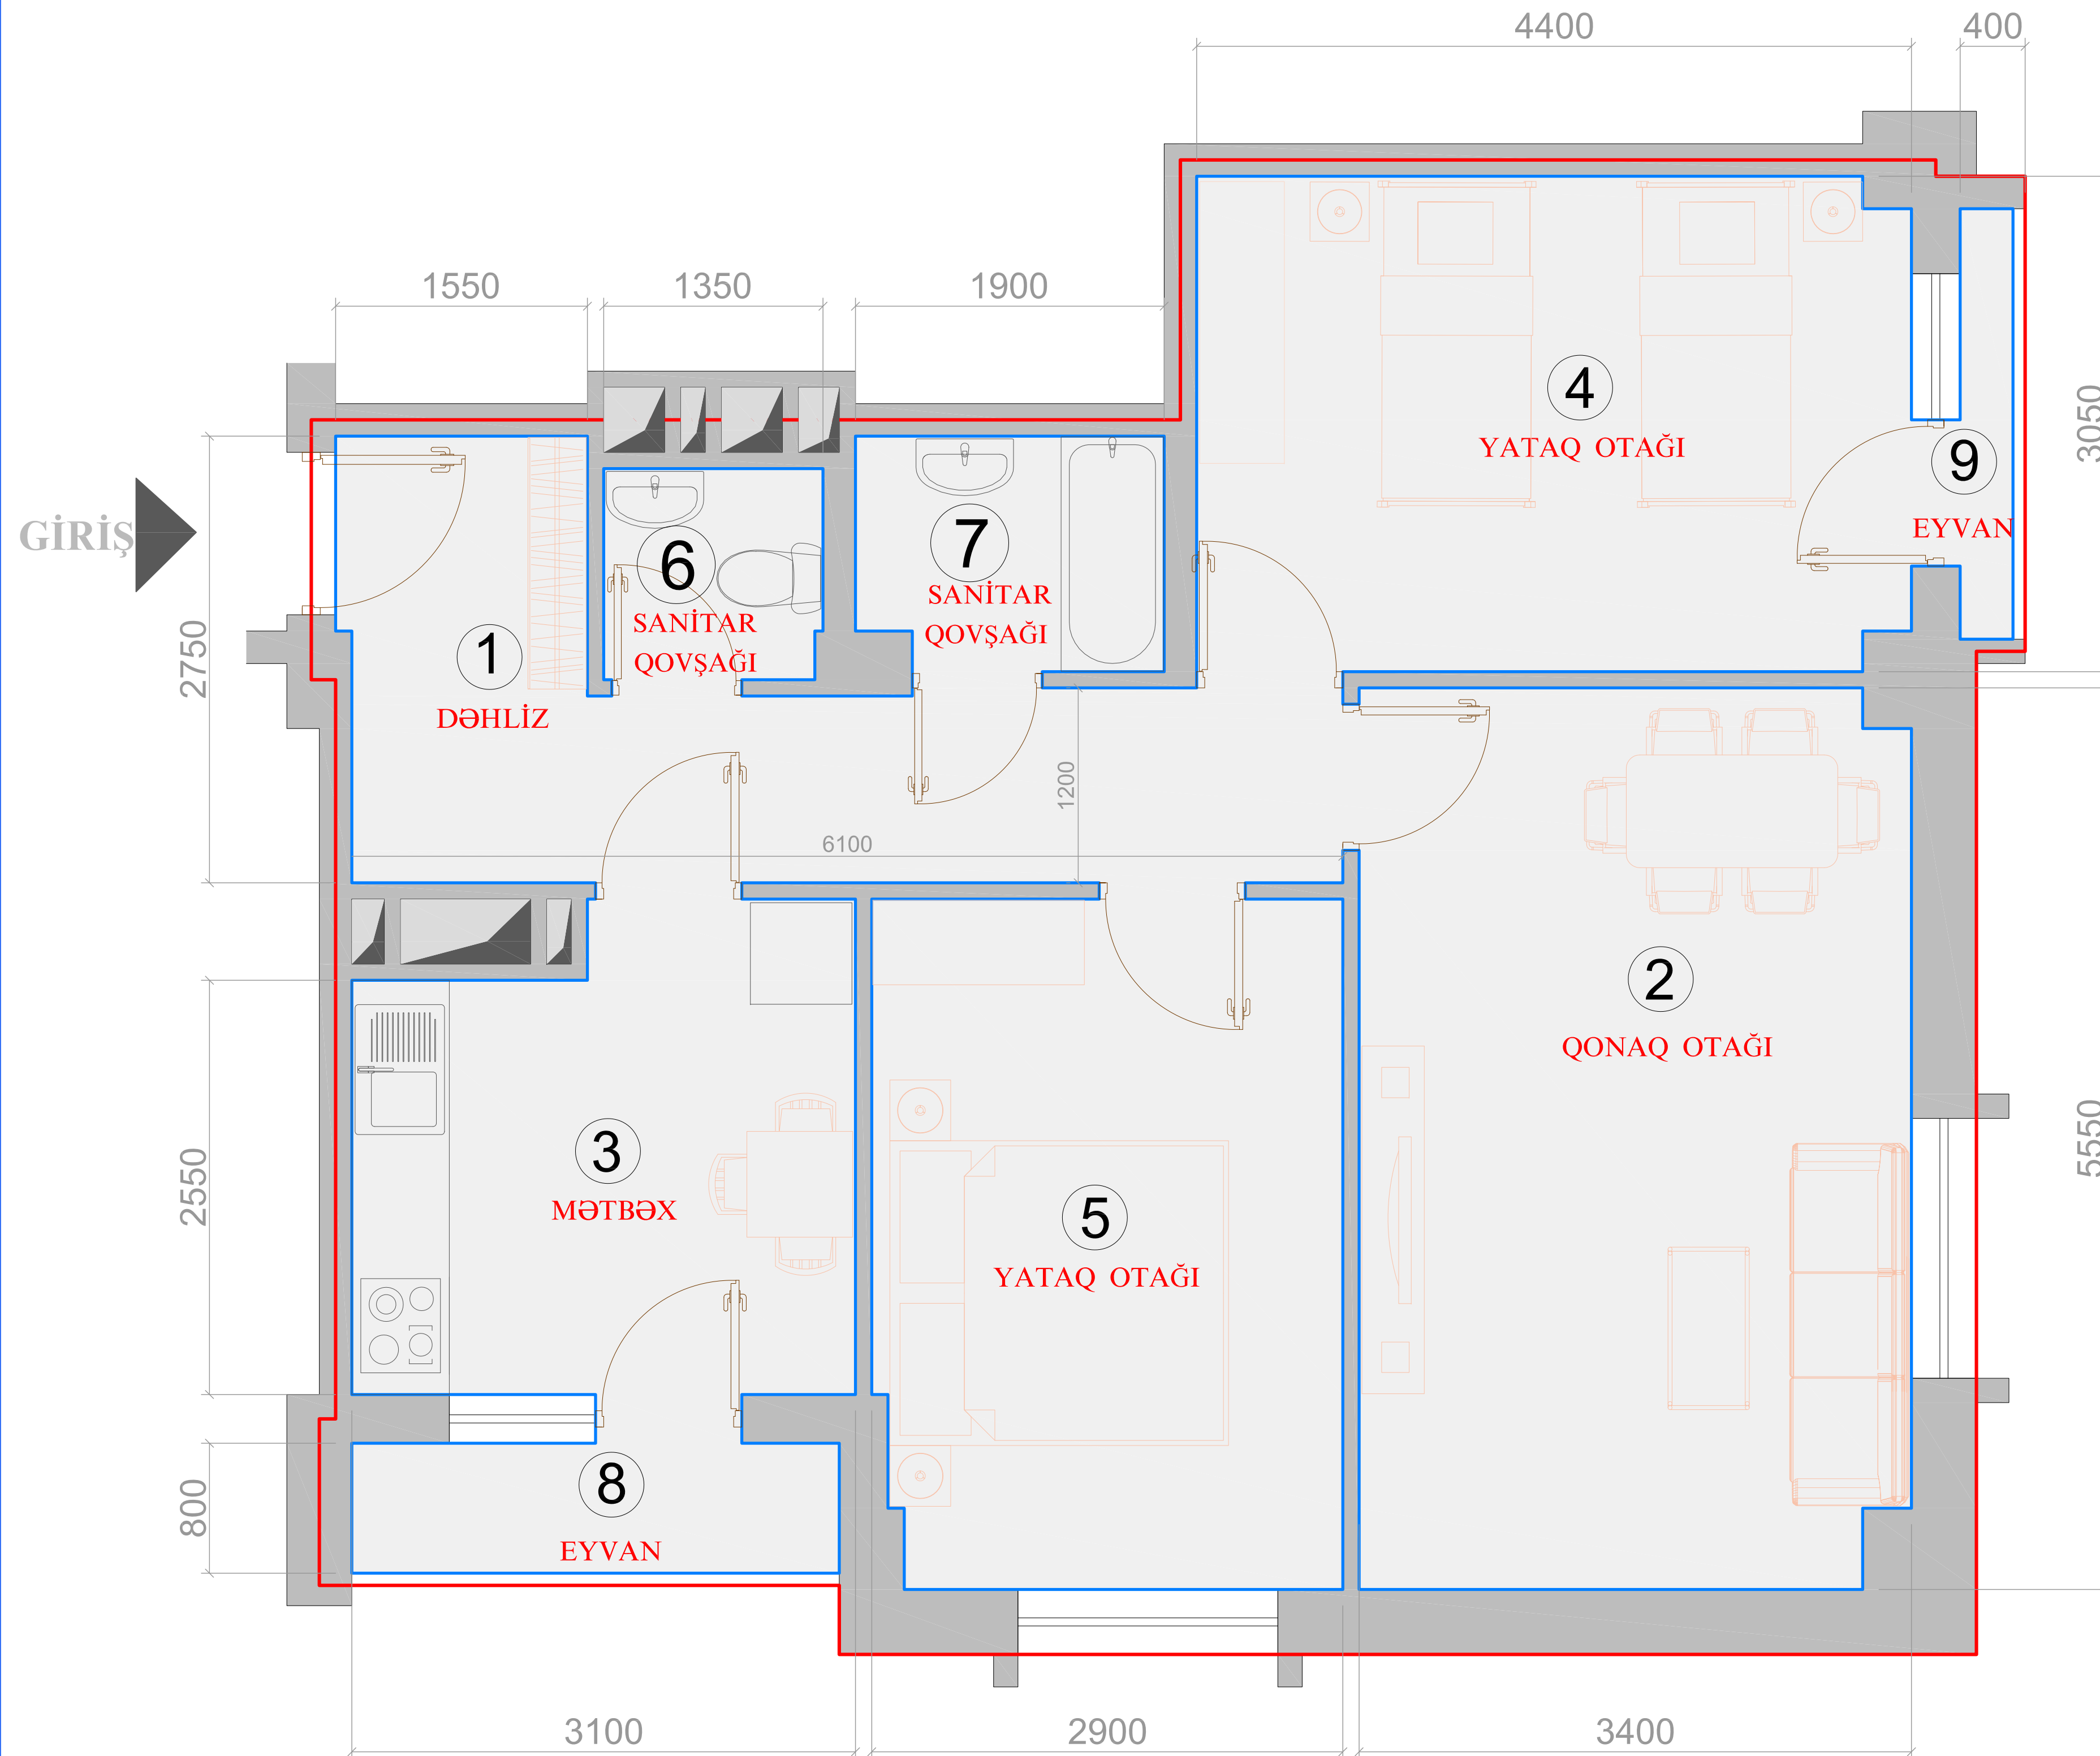 4400
400
1550
1350
1900
4
YATAQ OTAĞI
3050
9
EYVAN
GİRİŞ
6
SANİTAR
QOVŞAĞI
7
SANİTAR
QOVŞAĞI
1
DƏHLİZ
2750
1200
6100
2
QONAQ OTAĞI
5550
3
MƏTBƏX
2550
5
YATAQ OTAĞI
8
EYVAN
800
3100
2900
3400